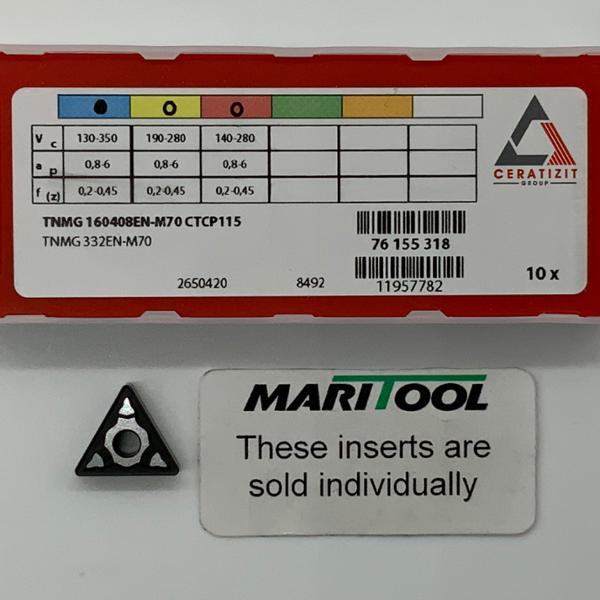 Vc 130-350 190-280 140-280
ap 0,8-6 0,8-6 0,8-6
f (z) 0,2-0,45 0,2-0,45 0,2-0,45
CERATIZIT
GROUP
TNMG 160408EN-M70 CTCP115
TNMG 332EN-M70
76 155 318
10 x
2650420 8492 11957782
MARITOOL
These inserts are
sold individually